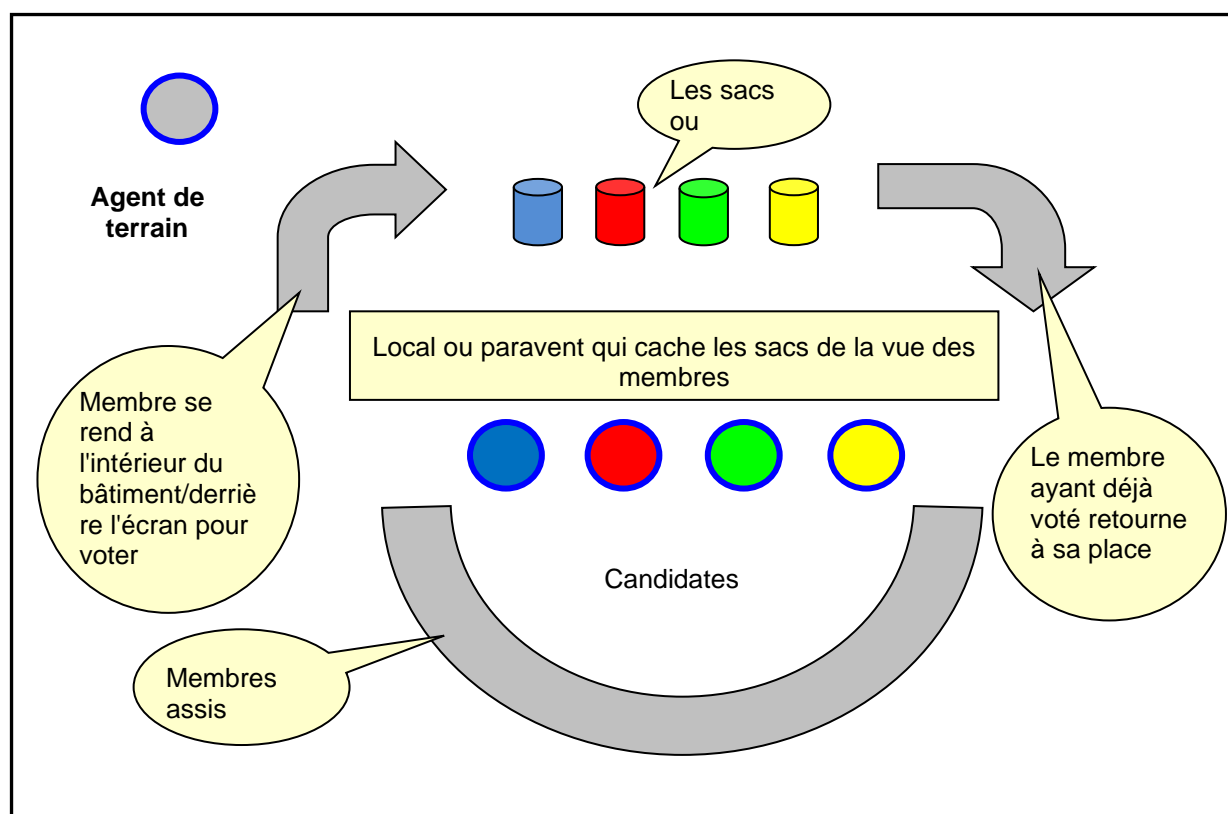 Les sacs
ou
Agent de
terrain
Local ou paravent qui cache les sacs de la vue des
membres
Membre se
rend à
l'intérieur du
bâtiment/derriè
re l'écran pour
voter
Le membre
ayant déjà
voté retourne
à sa place
Candidates
Membres
assis